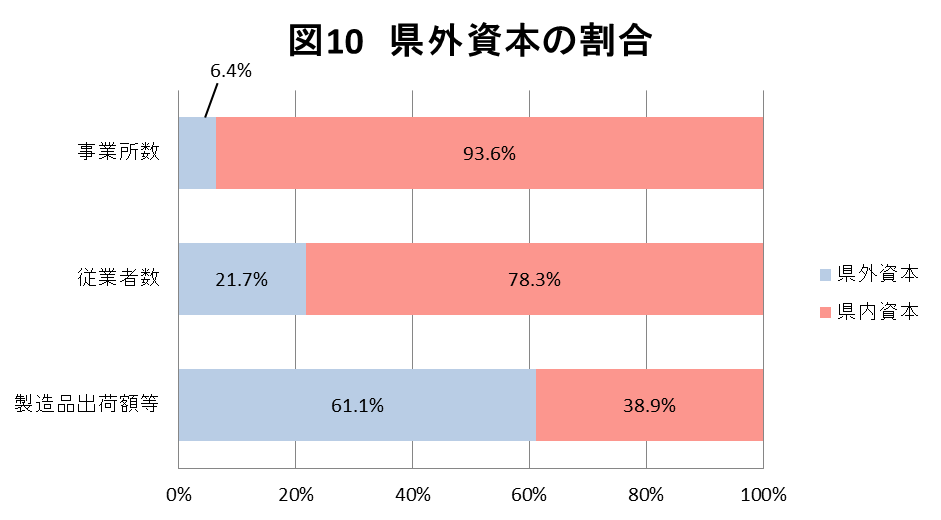 図10　県外資本の割合
6.4%
事業所数
93.6%
従業者数
21.7%
78.3%
県外資本
県内資本
製造品出荷額等
61.1%
38.9%
0%
20%
40%
60%
80%
100%